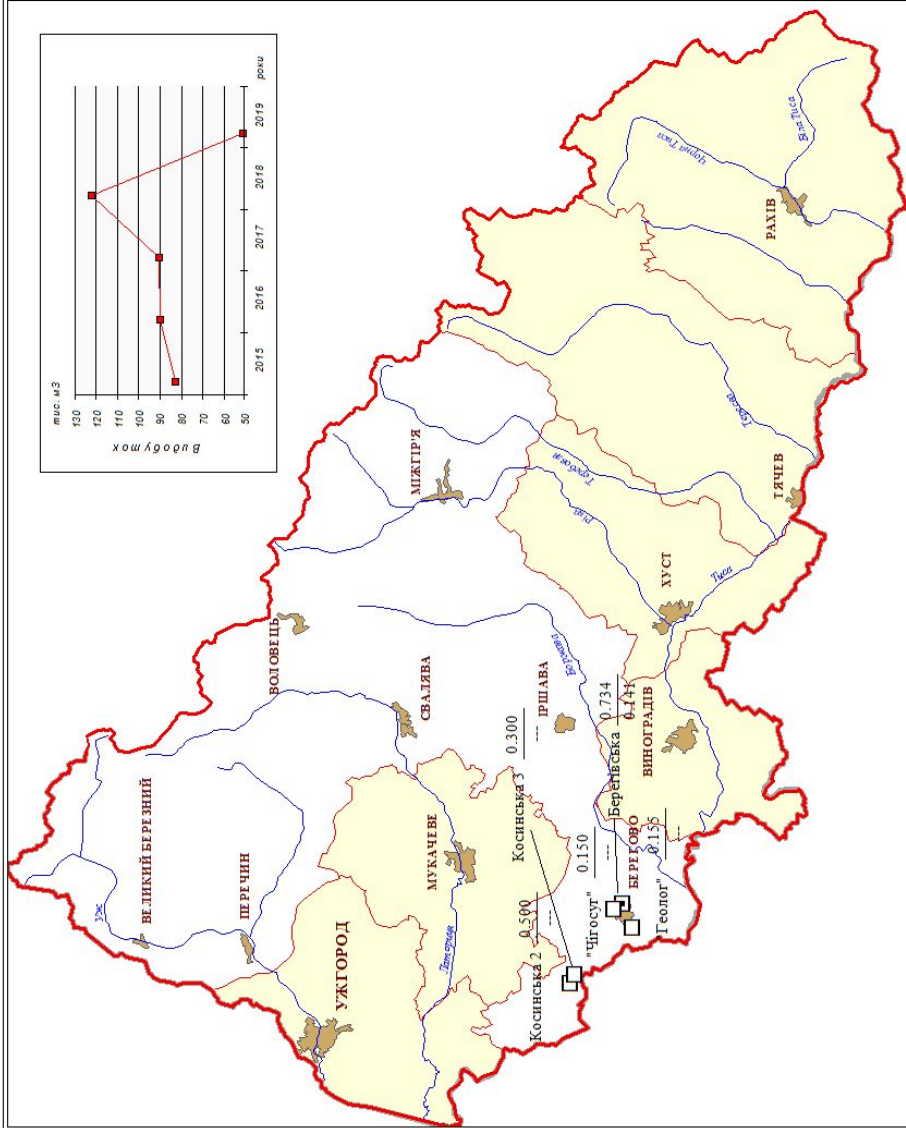 тис. м3
130
120
110
100
90
80
70
60
50
Видобуток
2015
2016
2017
2018
2019
роки
Уж
ВЕЛИКИЙ БЕРЕЗНИЙ
ПЕРЕЧИН
УЖГОРОД
ВОЛОВЕЦЬ
СВАЛЯВА
МУКАЧЕВЕ
Латориця
МІЖГІР'Я
ІРШАВА
Боржава
Ріка
Теребля
Тересва
Чорна Тиса
Біла Тиса
РАХІВ
ХУСТ
Тиса
ТЯЧЕВ
ВИНОГРАДІВ
БЕРЕГОВО
Косинська 2
0.500
---
Косинська 3
0.300
---
"Чігосуг"
0.150
---
Берегівська
0.734
0.141
"Геолог"
0.155
---